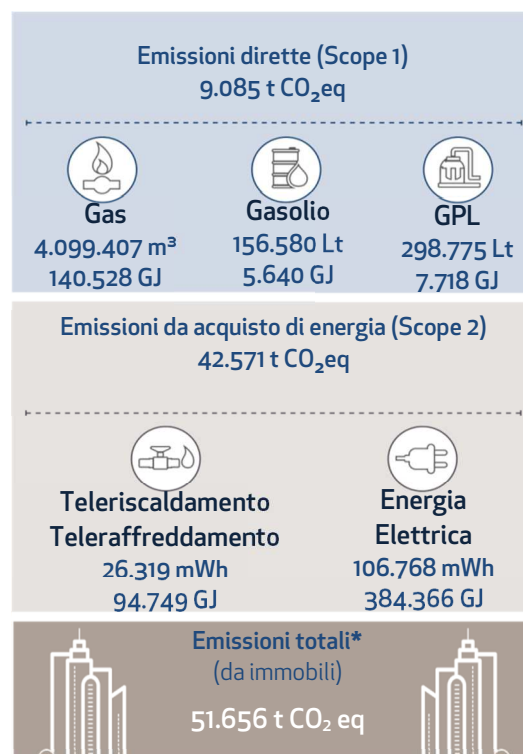 Emissioni dirette (Scope 1)
9.085 t CO₂eq
Gas
4.099.407 m³
140.528 GJ
Gasolio
156.580 Lt
5.640 GJ
GPL
298.775 Lt
7.718 GJ
Emissioni da acquisto di energia (Scope 2)
42.571 t CO₂eq
Teleriscaldamento
Teleraffreddamento
26.319 mWh
94.749 GJ
Energia
Elettrica
106.768 mWh
384.366 GJ
Emissioni totali*
(da immobili)
51.656 t CO₂ eq